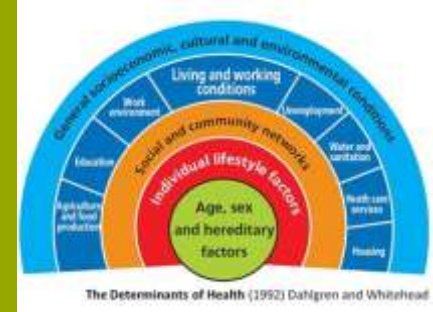 General socioeconomic, cultural and environmental conditions
Living and working
conditions
Work
environment
Unemployment
Education
Water and
sanitation
Agriculture
and food
production
Health care
services
Housing
Social and community networks
Individual lifestyle factors
Age, sex
and hereditary
factors
The Determinants of Health (1992) Dahlgren and Whitehead